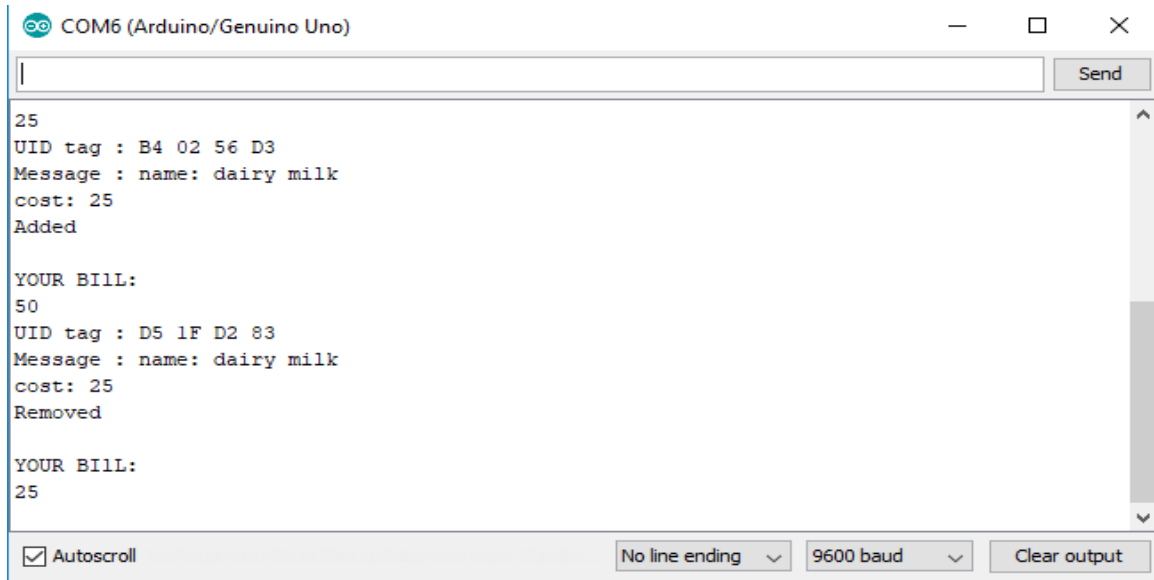 COM6 (Arduino/Genuino Uno)
Send
25
UID tag : B4 02 56 D3
Message : name: dairy milk
cost: 25
Added
YOUR BI1L:
50
UID tag : D5 1F D2 83
Message : name: dairy milk
cost: 25
Removed
YOUR BI1L:
25
Autoscroll No line ending 9600 baud Clear output